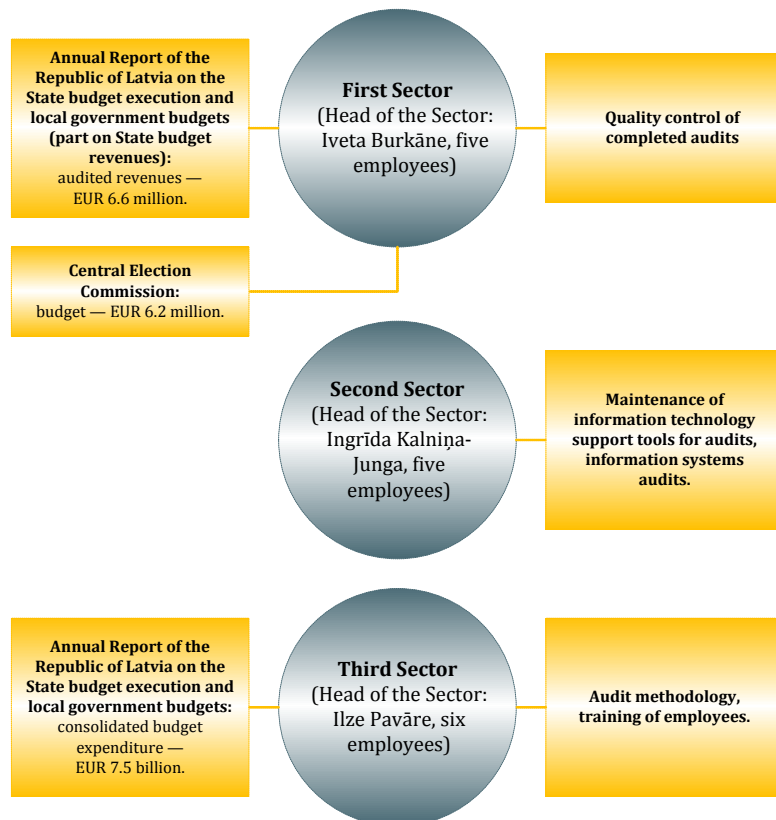 Annual Report of the
Republic of Latvia on the
State budget execution and
local government budgets
(part on State budget
revenues):
audited revenues —
EUR 6.6 million.
First Sector
(Head of the Sector:
Iveta Burkāne, five
employees)
Quality control of
completed audits
Central Election
Commission:
budget — EUR 6.2 million.
Second Sector
(Head of the Sector:
Ingrīda Kalniņa-
Junga, five
employees)
Maintenance of
information technology
support tools for audits,
information systems
audits.
Annual Report of the
Republic of Latvia on the
State budget execution and
local government budgets:
consolidated budget
expenditure —
EUR 7.5 billion.
Third Sector
(Head of the Sector:
Ilze Pavāre, six
employees)
Audit methodology,
training of employees.